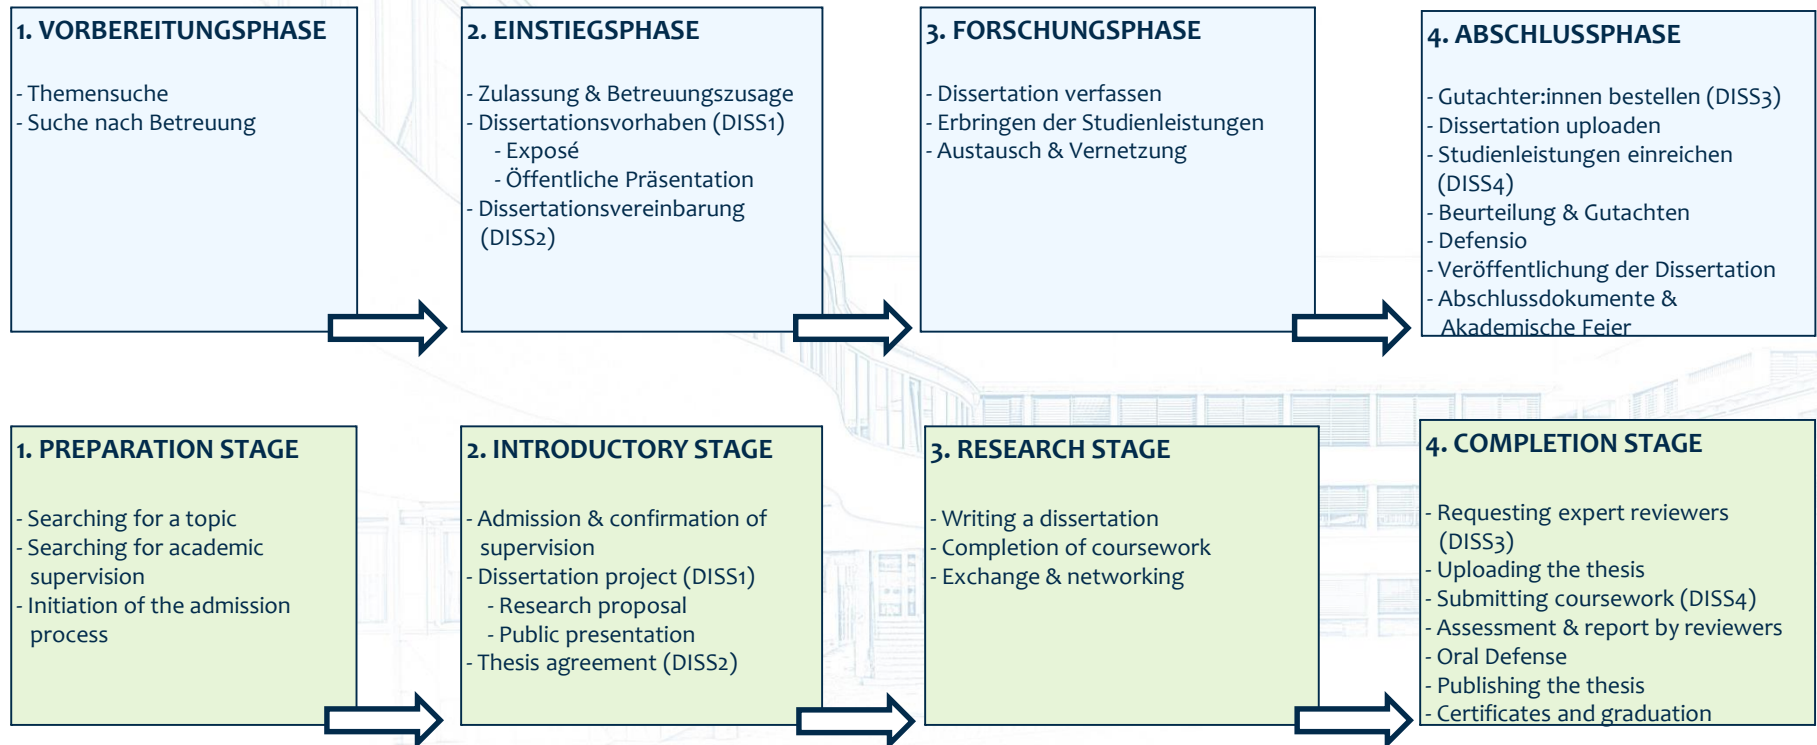 1. VORBEREITUNGSPHASE
- Themensuche
- Suche nach Betreuung
2. EINSTIEGSPHASE
- Zulassung & Betreuungszusage
- Dissertationsvorhaben (DISS1)
- Exposé
- Öffentliche Präsentation
- Dissertationsvereinbarung
(DISS2)
3. FORSCHUNGSPHASE
- Dissertation verfassen
- Erbringen der Studienleistungen
- Austausch & Vernetzung
4. ABSCHLUSSPHASE
- Gutachter:innen bestellen (DISS3)
- Dissertation uploaden
- Studienleistungen einreichen
(DISS4)
- Beurteilung & Gutachten
- Defensio
- Veröffentlichung der Dissertation
- Abschlussdokumente &
Akademische Feier
1. PREPARATION STAGE
- Searching for a topic
- Searching for academic
supervision
- Initiation of the admission
process
2. INTRODUCTORY STAGE
- Admission & confirmation of
supervision
- Dissertation project (DISS1)
- Research proposal
- Public presentation
- Thesis agreement (DISS2)
3. RESEARCH STAGE
- Writing a dissertation
- Completion of coursework
- Exchange & networking
4. COMPLETION STAGE
- Requesting expert reviewers
(DISS3)
- Uploading the thesis
- Submitting coursework (DISS4)
- Assessment & report by reviewers
- Oral Defense
- Publishing the thesis
- Certificates and graduation